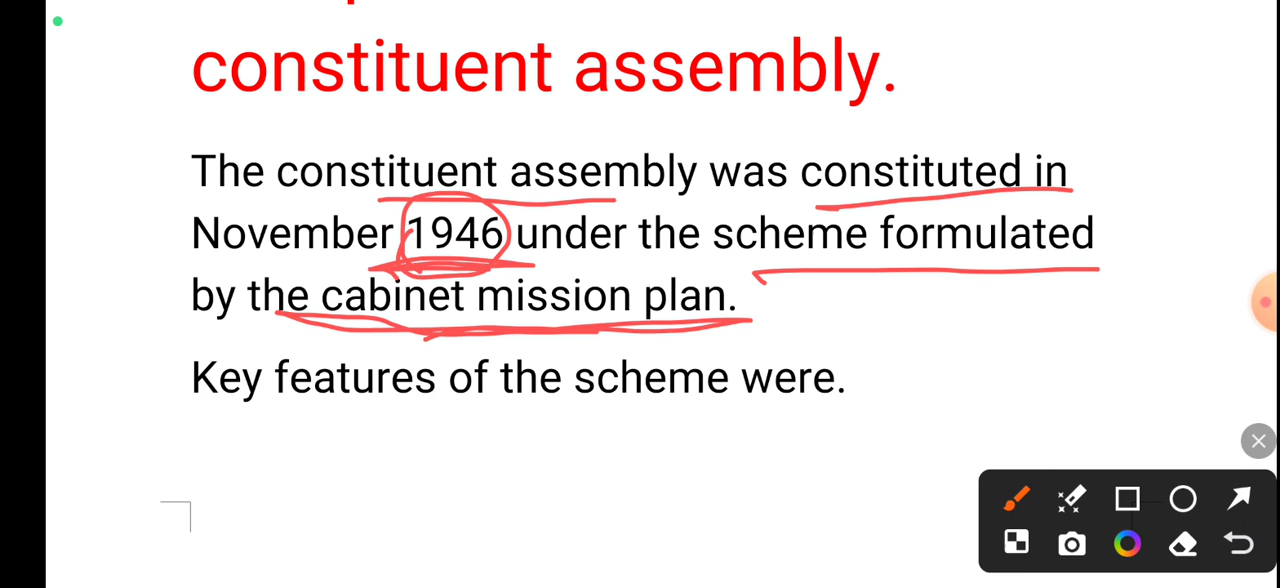 constituent assembly.
The constituent assembly was constituted in
November 1946 under the scheme formulated
by the cabinet mission plan.
Key features of the scheme were.